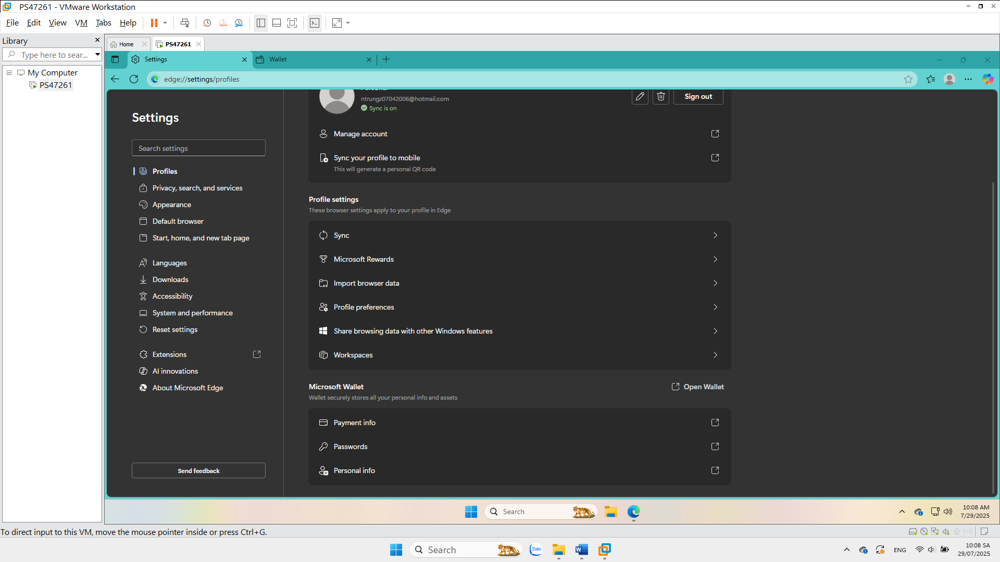 PS47261 - VMware Workstation
File Edit View VM Tabs Help
Library
Type here to sear...
My Computer
PS47261
Home
PS47261
Settings
Wallet
edge://settings/profiles
Settings
Search settings
Profiles
Privacy, search, and services
Appearance
Default browser
Start, home, and new tab page
Languages
Downloads
Accessibility
System and performance
Reset settings
Extensions
AI innovations
About Microsoft Edge
Send feedback
ntrungz07042006@hotmail.com
Sync is on
Sign out
Manage account
Sync your profile to mobile
This will generate a personal QR code
Profile settings
These browser settings apply to your profile in Edge
Sync
Microsoft Rewards
Import browser data
Profile preferences
Share browsing data with other Windows features
Workspaces
Microsoft Wallet
Open Wallet
Wallet securely stores all your personal info and assets
Payment info
Passwords
Personal info
Search
10:08 AM
7/29/2025
To direct input to this VM, move the mouse pointer inside or press Ctrl+G.
Search
Zalo
ENG
10:08 SA
29/07/2025